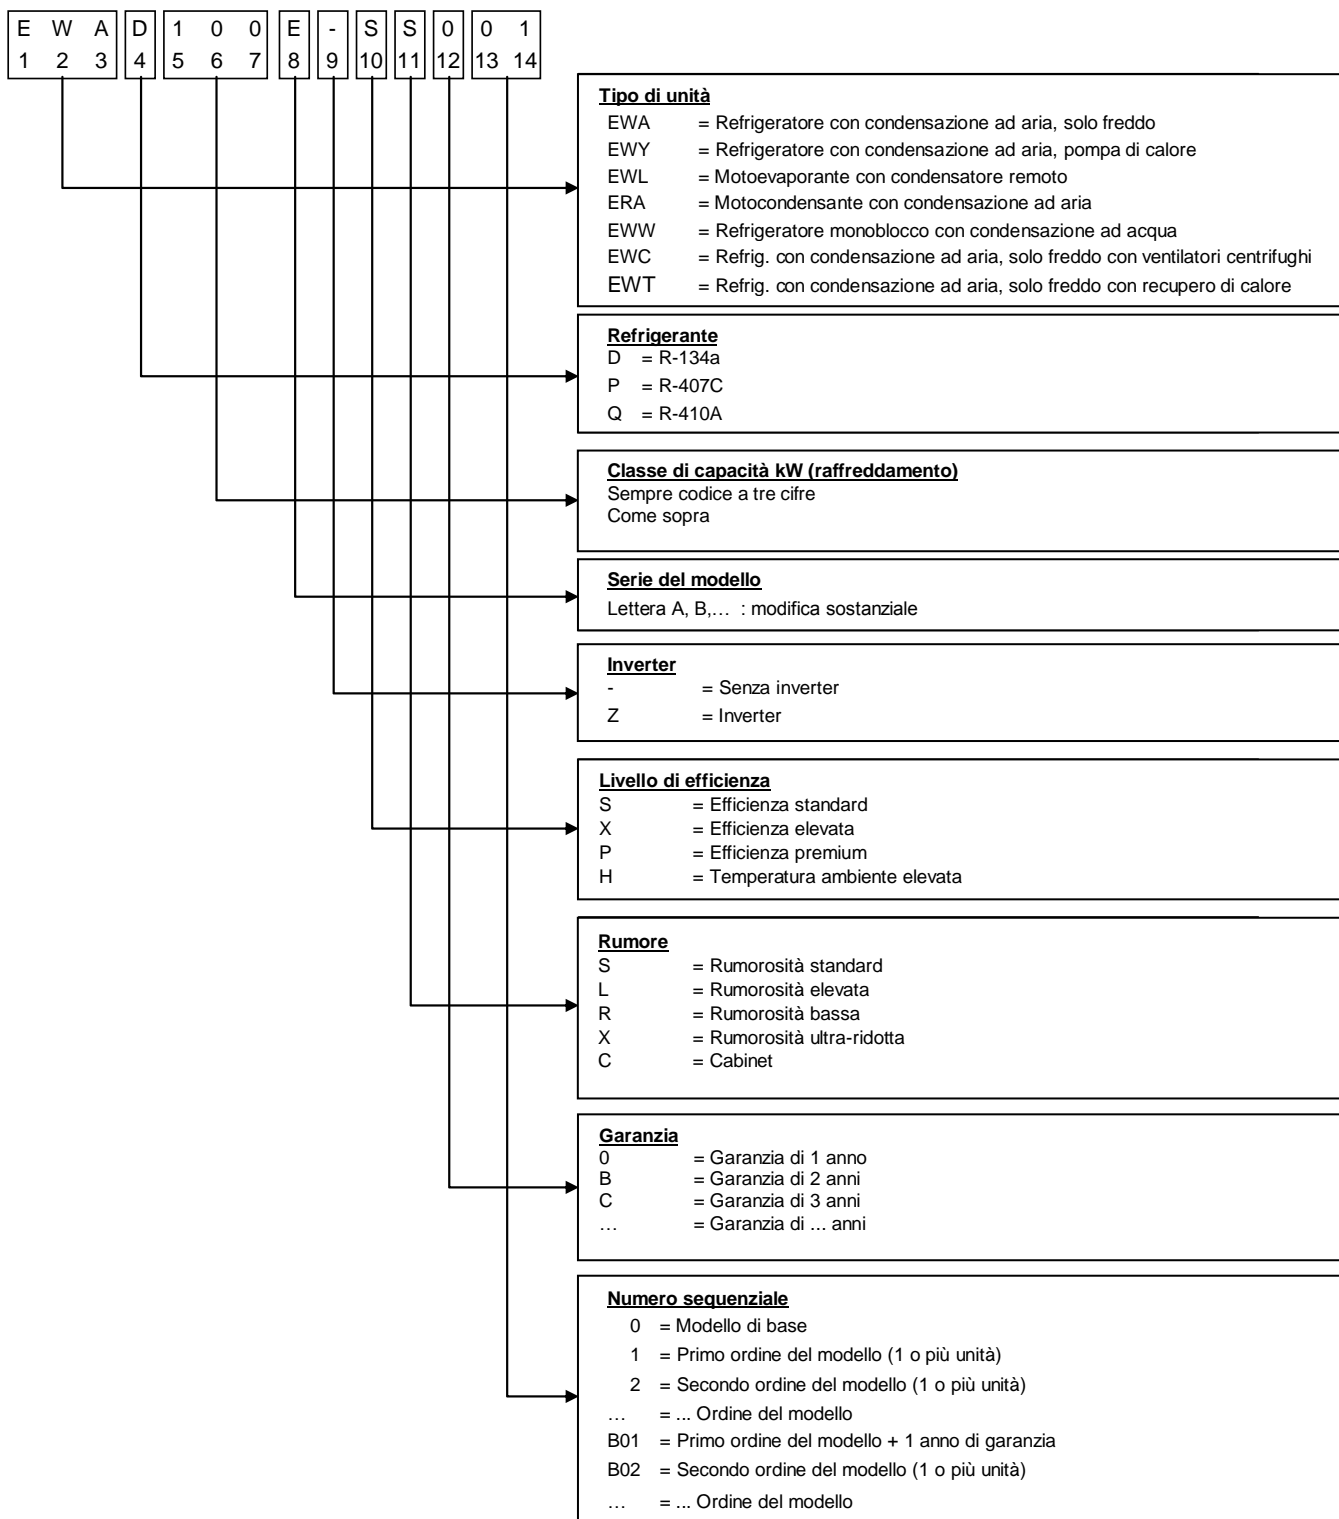 E W A D 1 0 0 E - S S 0 0 1
1 2 3 4 5 6 7 8 9 10 11 12 13 14
Tipo di unità
EWA = Refrigeratore con condensazione ad aria, solo freddo
EWY = Refrigeratore con condensazione ad aria, pompa di calore
EWL = Motoevaporante con condensatore remoto
ERA = Motocondensante con condensazione ad aria
EWW = Refrigeratore monoblocco con condensazione ad acqua
EWC = Refrig. con condensazione ad aria, solo freddo con ventilatori centrifughi
EWT = Refrig. con condensazione ad aria, solo freddo con recupero di calore
Refrigerante
D = R-134a
P = R-407C
Q = R-410A
Classe di capacità kW (raffreddamento)
Sempre codice a tre cifre
Come sopra
Serie del modello
Lettera A, B,… : modifica sostanziale
Inverter
- = Senza inverter
Z = Inverter
Livello di efficienza
S = Efficienza standard
X = Efficienza elevata
P = Efficienza premium
H = Temperatura ambiente elevata
Rumore
S = Rumorosità standard
L = Rumorosità elevata
R = Rumorosità bassa
X = Rumorosità ultra-ridotta
C = Cabinet
Garanzia
0 = Garanzia di 1 anno
B = Garanzia di 2 anni
C = Garanzia di 3 anni
… = Garanzia di ... anni
Numero sequenziale
0 = Modello di base
1 = Primo ordine del modello (1 o più unità)
2 = Secondo ordine del modello (1 o più unità)
… = ... Ordine del modello
B01 = Primo ordine del modello + 1 anno di garanzia
B02 = Secondo ordine del modello (1 o più unità)
… = ... Ordine del modello